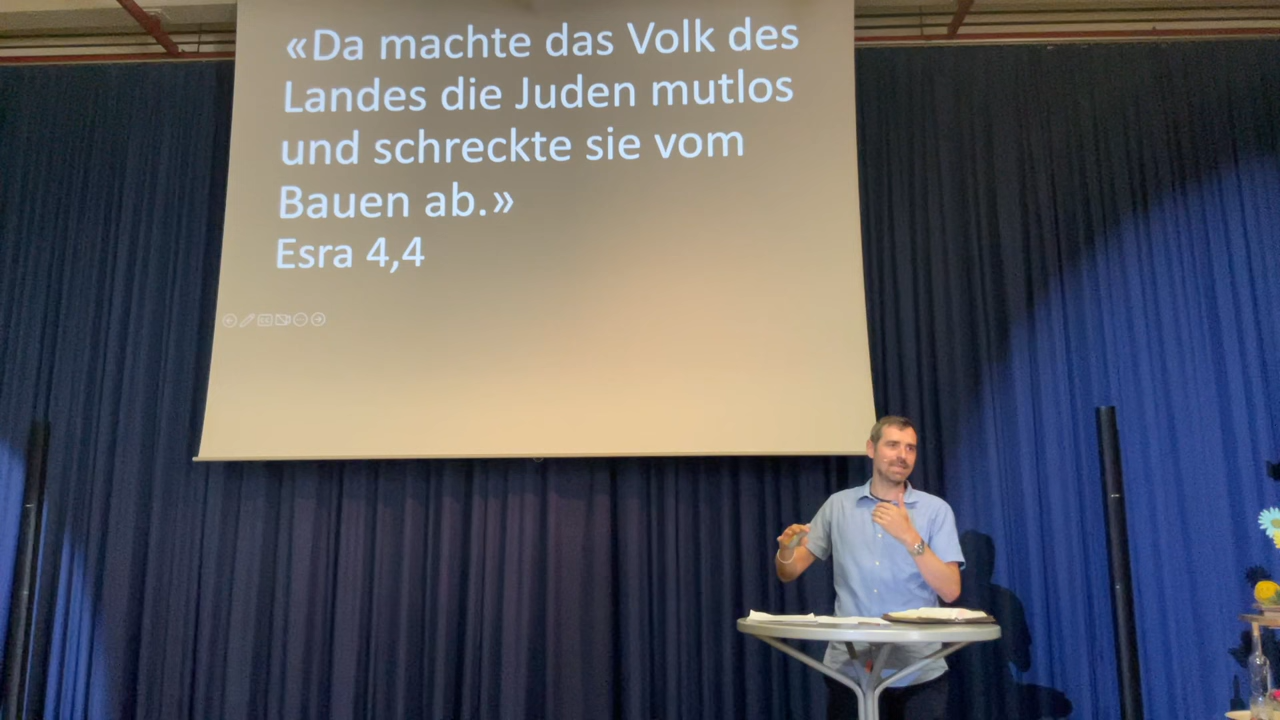 «Da machte das Volk des
Landes die Juden mutlos
und schreckte sie vom
Bauen ab.»
Esra 4,4